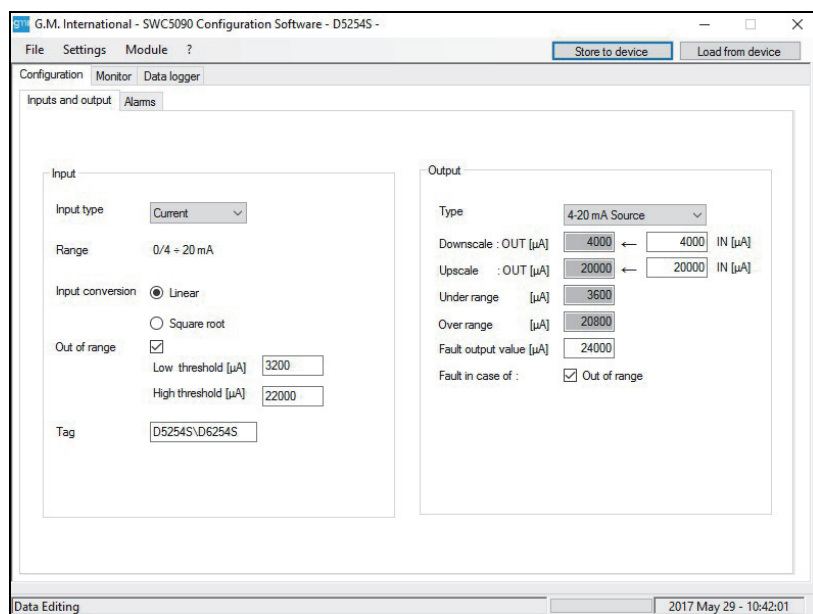 gmi G.M. International - SWC5090 Configuration Software - D5254S -
File Settings Module ? Store to device Load from device
Configuration Monitor Data logger
Inputs and output Alarms
Input
Input type Current
Range 0/4 ÷ 20 mA
Input conversion Linear
Square root
Out of range
Low threshold [µA] 3200
High threshold [µA] 22000
Tag D5254S\D6254S
Output
Type 4-20 mA Source
Downscale : OUT [µA] 4000 ← 4000 IN [µA]
Upscale : OUT [µA] 20000 ← 20000 IN [µA]
Under range [µA] 3600
Over range [µA] 20800
Fault output value [µA] 24000
Fault in case of : Out of range
Data Editing 2017 May 29 - 10:42:01